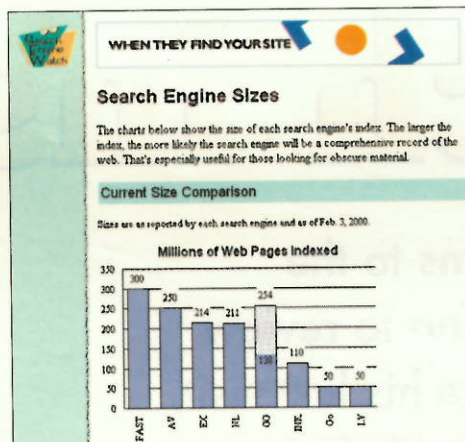 Search
Engine
Watch
WHEN THEY FIND YOUR SITE
Search Engine Sizes
The charts below show the size of each search engine's index. The larger the
index, the more likely the search engine will be a comprehensive record of the
web. That's especially useful for those looking for obscure material.
Current Size Comparison
Sizes are as reported by each search engine and as of Feb. 3, 2000.
Millions of Web Pages Indexed
350
300
250
200
150
100
50
0
300
250
214
211
254
138
110
50
50
FAST
AV
EX
NL
GG
INK
Go
LY